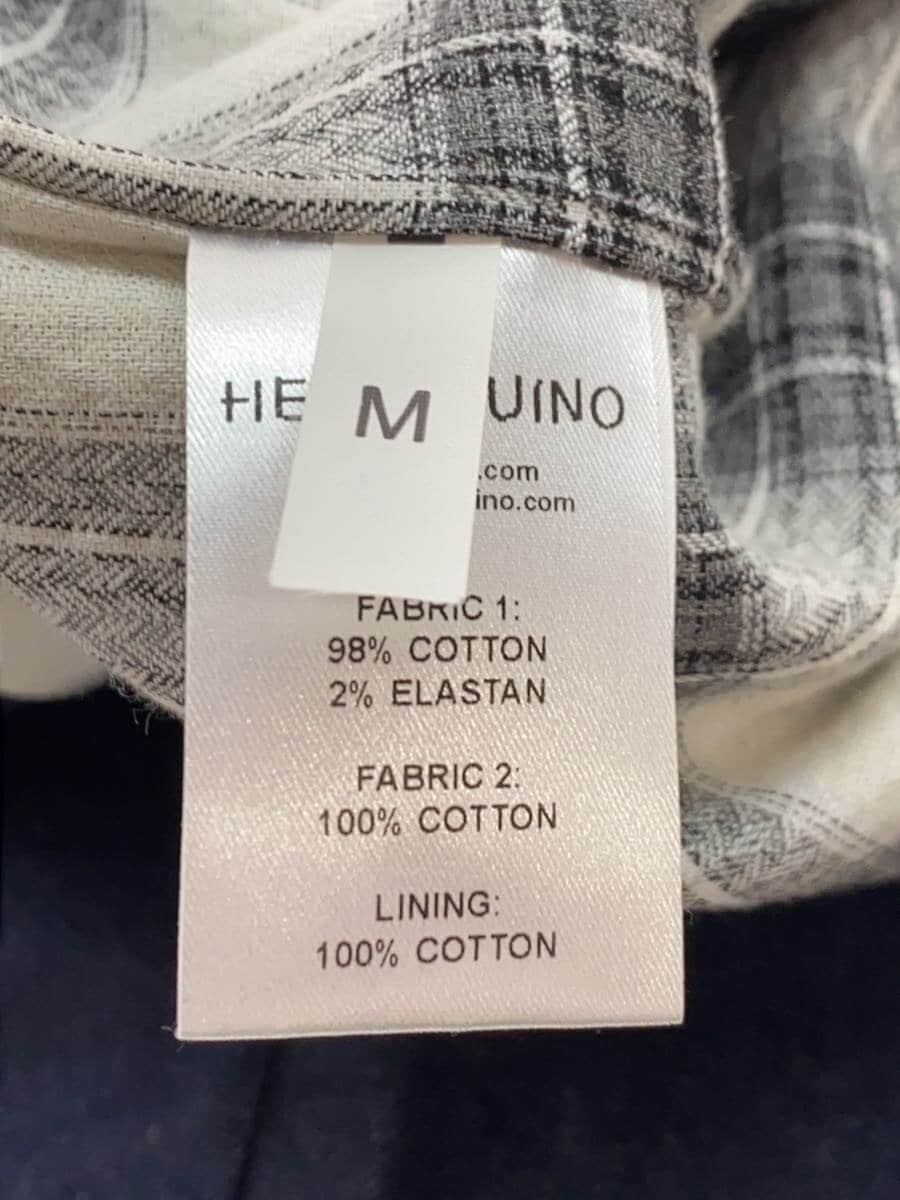 HE M UINO
.com
ino.com
FABRIC 1:
98% COTTON
2% ELASTAN
FABRIC 2:
100% COTTON
LINING:
100% COTTON